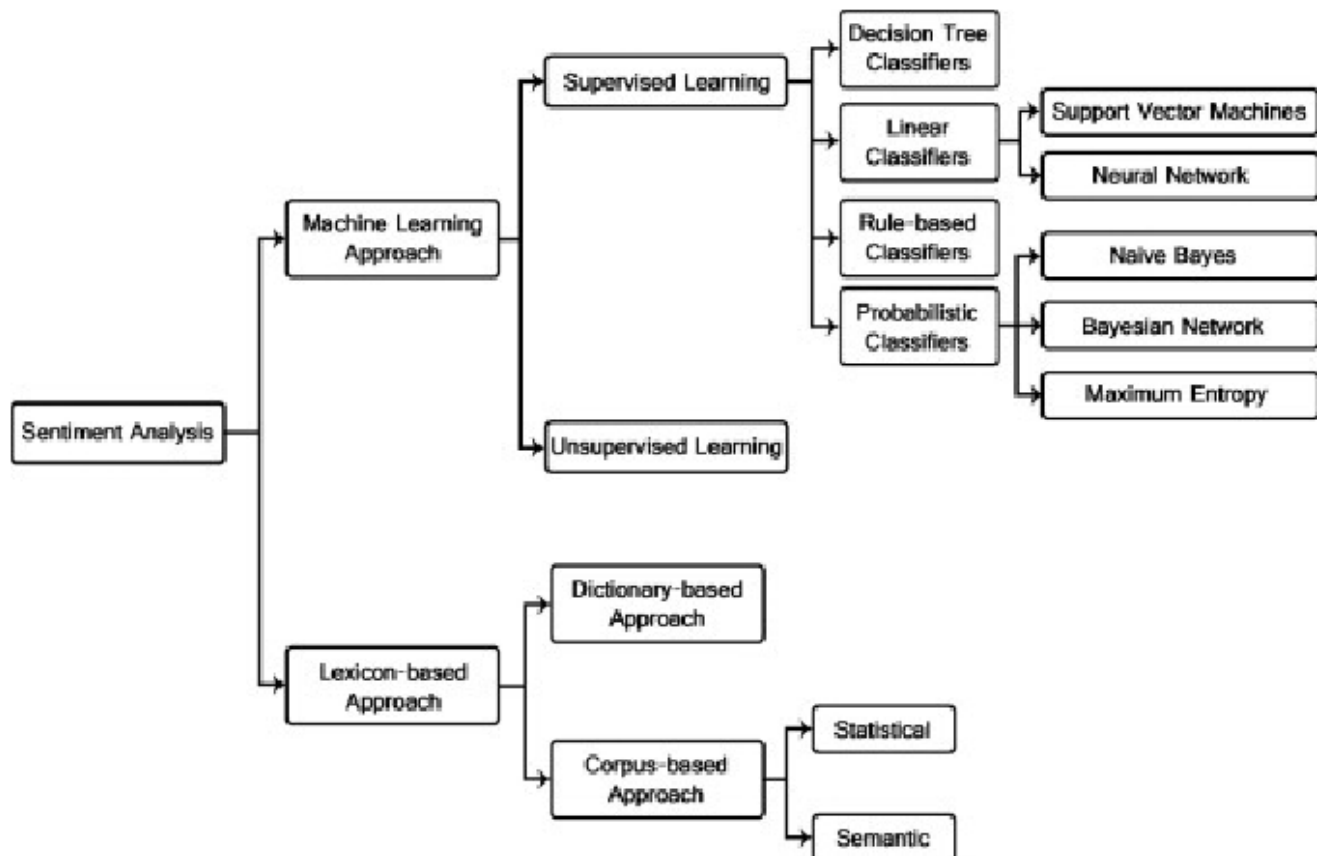 Decision Tree
Classifiers
Supervised Learning
Linear
Classifiers
Support Vector Machines
Neural Network
Machine Learning
Approach
Rule-based
Classifiers
Naïve Bayes
Probabilistic
Classifiers
Bayesian Network
Maximum Entropy
Sentiment Analysis
Unsupervised Learning
Dictionary-based
Approach
Lexicon-based
Approach
Statistical
Corpus-based
Approach
Semantic